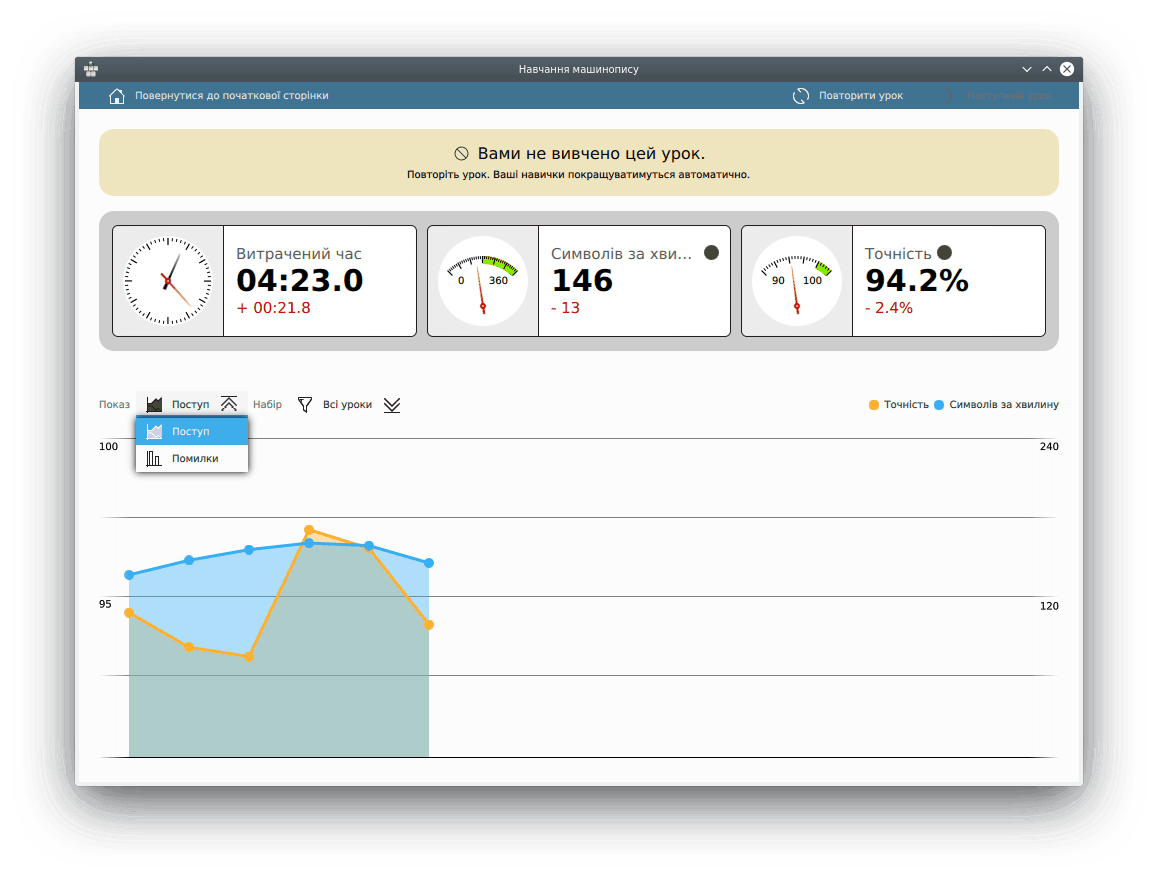 Навчання машинопису
Повернутися до початкової сторінки
Повторити урок
Наступний урок
Вами не вивчено цей урок.
Повторіть урок. Ваші навички покращуватимуться автоматично.
Витрачений час
04:23.0
+ 00:21.8
0 360
Символів за хви...
146
- 13
90 100
Точність
94.2%
- 2.4%
Показ Поступ Набір Всі уроки
Точність Символів за хвилину
Поступ
Помилки
100
240
95
120